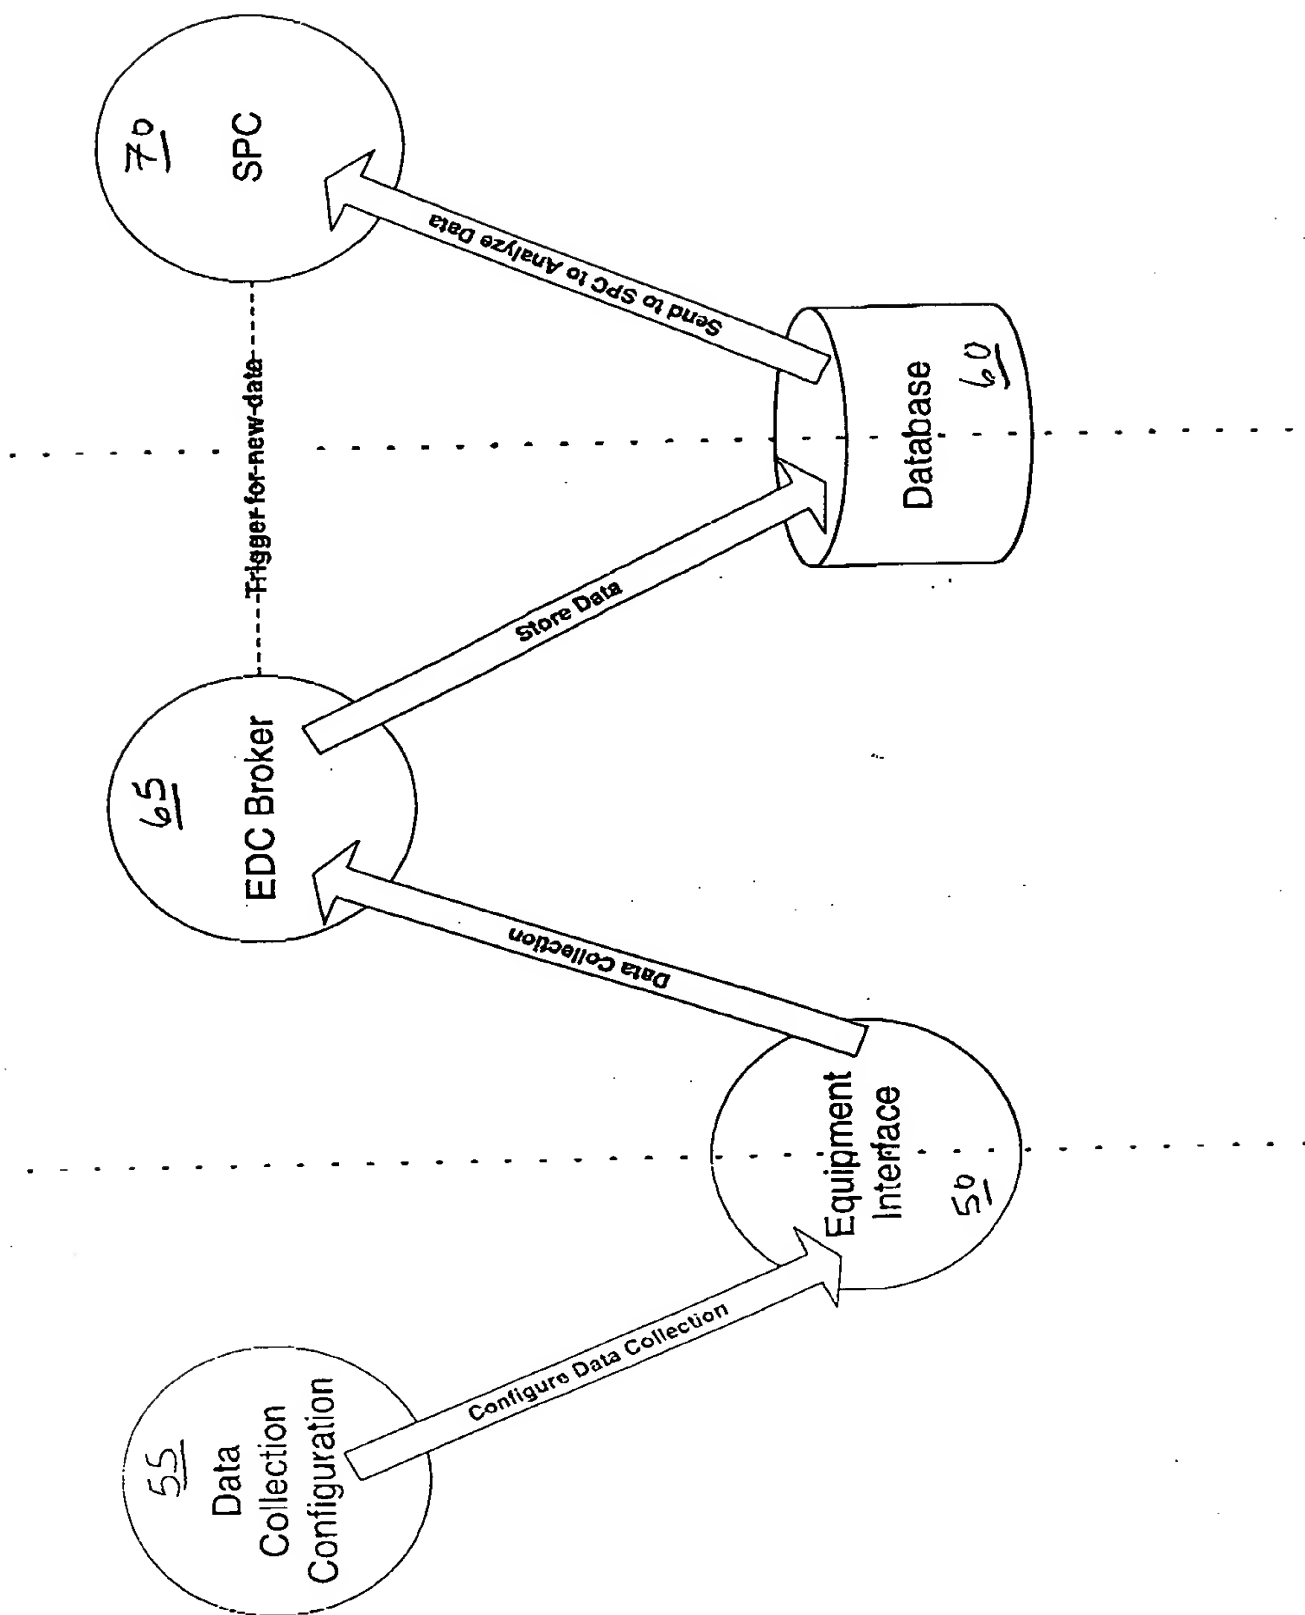 55
Data
Collection
Configuration
Configure Data Collection
Equipment
Interface
50
Data Collection
65
EDC Broker
Trigger for new data
Store Data
Database
60
Send to SPC to Analyze Data
70
SPC